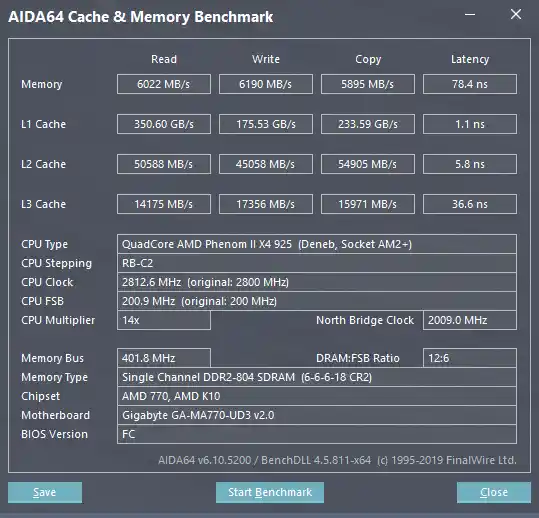 AIDA64 Cache & Memory Benchmark
Read Write Copy Latency
Memory 6022 MB/s 6190 MB/s 5895 MB/s 78.4 ns
L1 Cache 350.60 GB/s 175.53 GB/s 233.59 GB/s 1.1 ns
L2 Cache 50588 MB/s 45058 MB/s 54905 MB/s 5.8 ns
L3 Cache 14175 MB/s 17356 MB/s 15971 MB/s 36.6 ns
CPU Type QuadCore AMD Phenom II X4 925 (Deneb, Socket AM2+)
CPU Stepping RB-C2
CPU Clock 2812.6 MHz (original: 2800 MHz)
CPU FSB 200.9 MHz (original: 200 MHz)
CPU Multiplier 14x North Bridge Clock 2009.0 MHz
Memory Bus 401.8 MHz DRAM:FSB Ratio 12:6
Memory Type Single Channel DDR2-804 SDRAM (6-6-6-18 CR2)
Chipset AMD 770, AMD K10
Motherboard Gigabyte GA-MA770-UD3 v2.0
BIOS Version FC
AIDA64 v6.10.5200 / BenchDLL 4.5.811-x64 (c) 1995-2019 FinalWire Ltd.
Save Start Benchmark Close